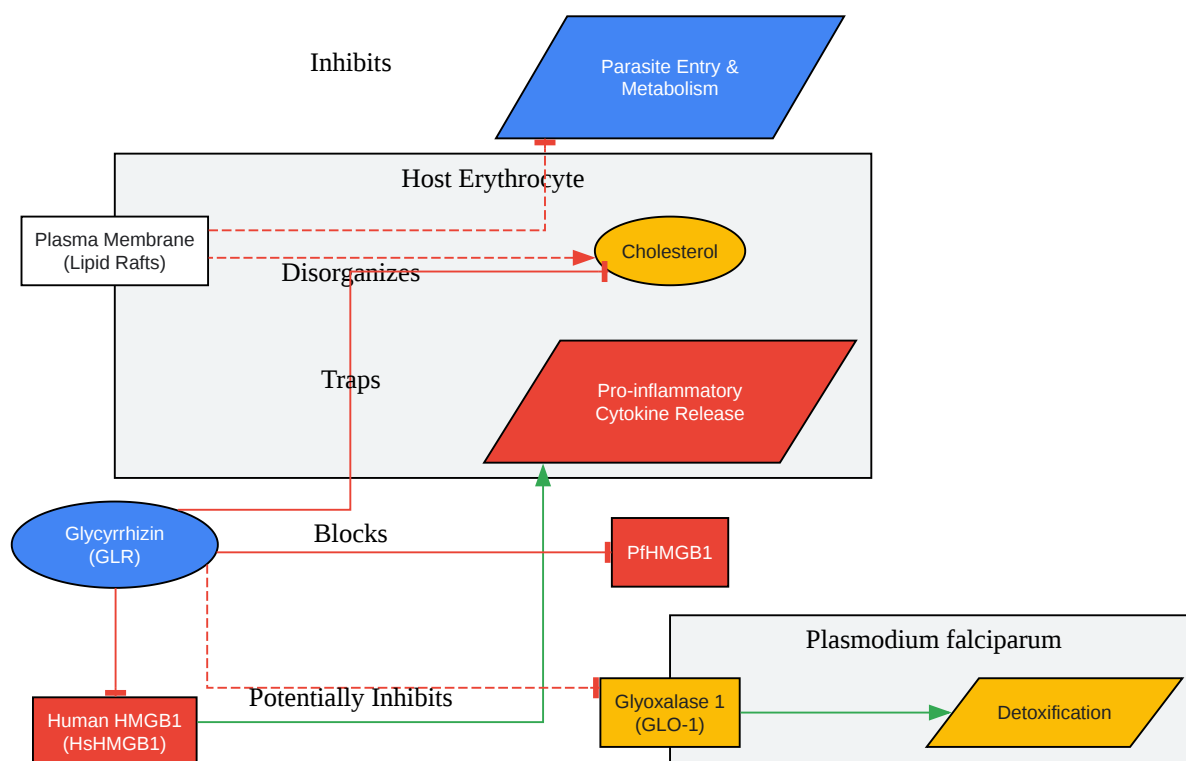 Inhibits
Parasite Entry &
Metabolism
Host Erythrocyte
Plasma Membrane
(Lipid Rafts)
Cholesterol
Disorganizes
Traps
Pro-inflammatory
Cytokine Release
Glycyrrhizin
(GLR)
Blocks
PfHMGB1
Plasmodium falciparum
Potentially Inhibits
Human HMGB1
(HsHMGB1)
Glyoxalase 1
(GLO-1)
Detoxification